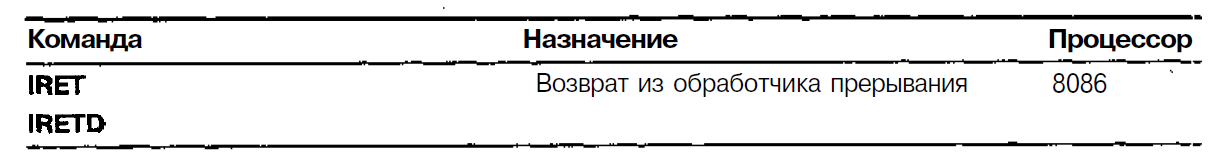 Команда Назначение Процессор
IRET Возврат из обработчика прерывания 8086
IRETD